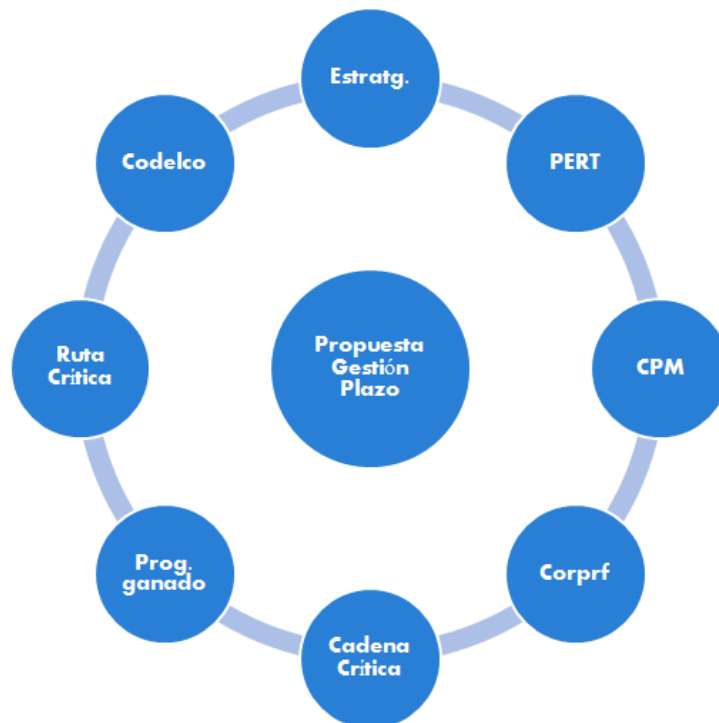 Estratg.
PERT
CPM
Corprf
Cadena
Crítica
Prog.
ganado
Ruta
Crítica
Codelco
Propuesta
Gestión
Plazo